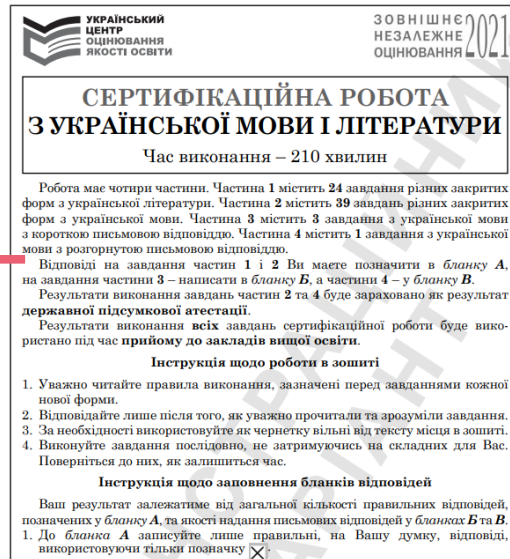 УКРАЇНСЬКИЙ
ЦЕНТР
ОЦІНЮВАННЯ
ЯКОСТІ ОСВІТИ
ЗОВНІШНЄ
НЕЗАЛЕЖНЕ
ОЦІНЮВАННЯ 2021
СЕРТИФІКАЦІЙНА РОБОТА
З УКРАЇНСЬКОЇ МОВИ І ЛІТЕРАТУРИ
Час виконання – 210 хвилин
Робота має чотири частини. Частина 1 містить 24 завдання різних закритих
форм з української літератури. Частина 2 містить 39 завдань різних закритих
форм з української мови. Частина 3 містить 3 завдання з української мови
з короткою письмовою відповіддю. Частина 4 містить 1 завдання з української
мови з розгорнутою письмовою відповіддю.
Відповіді на завдання частин 1 і 2 Ви маєте позначити в бланку А,
на завдання частини 3 – написати в бланку Б, а частини 4 – у бланку В.
Результати виконання завдань частин 2 та 4 буде зараховано як результат
державної підсумкової атестації.
Результати виконання всіх завдань сертифікаційної роботи буде вико-
ристано під час прийому до закладів вищої освіти.
Інструкція щодо роботи в зошиті
1. Уважно читайте правила виконання, зазначені перед завданнями кожної
нової форми.
2. Відповідайте лише після того, як уважно прочитали та зрозуміли завдання.
3. За необхідності використовуйте як чернетку вільні від тексту місця в зошиті.
4. Виконуйте завдання послідовно, не затримуючись на складних для Вас.
Поверніться до них, як залишиться час.
Інструкція щодо заповнення бланків відповідей
Ваш результат залежатиме від загальної кількості правильних відповідей,
позначених у бланку А, та якості надання письмових відповідей у бланках Б та В.
1. До бланка А записуйте лише правильні, на Вашу думку, відповіді,
використовуючи тільки позначку ☒.